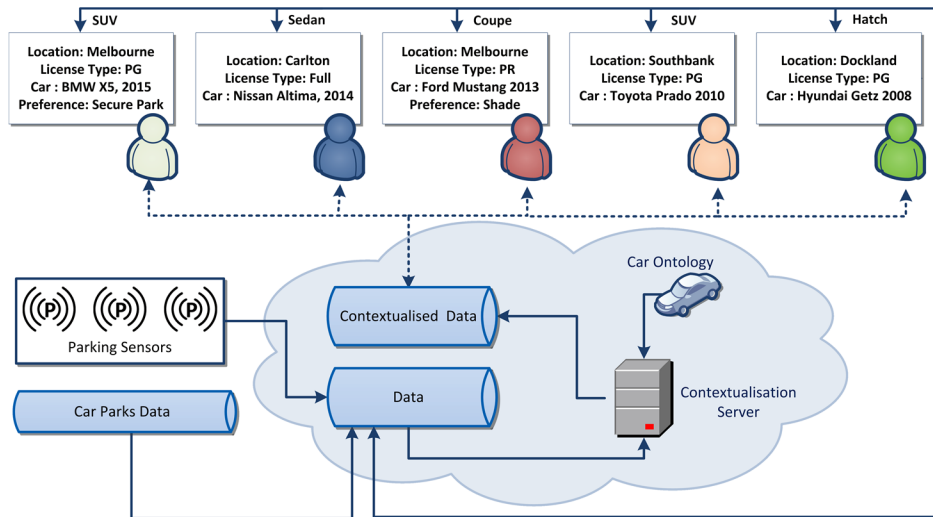 SUV
Sedan
Coupe
SUV
Hatch
Location: Melbourne
License Type: PG
Car : BMW X5, 2015
Preference: Secure Park
Location: Carlton
License Type: Full
Car : Nissan Altima, 2014
Location: Melbourne
License Type: PR
Car : Ford Mustang 2013
Preference: Shade
Location: Southbank
License Type: PG
Car : Toyota Prado 2010
Location: Dockland
License Type: PG
Car : Hyundai Getz 2008
Car Ontology
P
P
P
Parking Sensors
Contextualised Data
Data
Car Parks Data
Contextualisation
Server